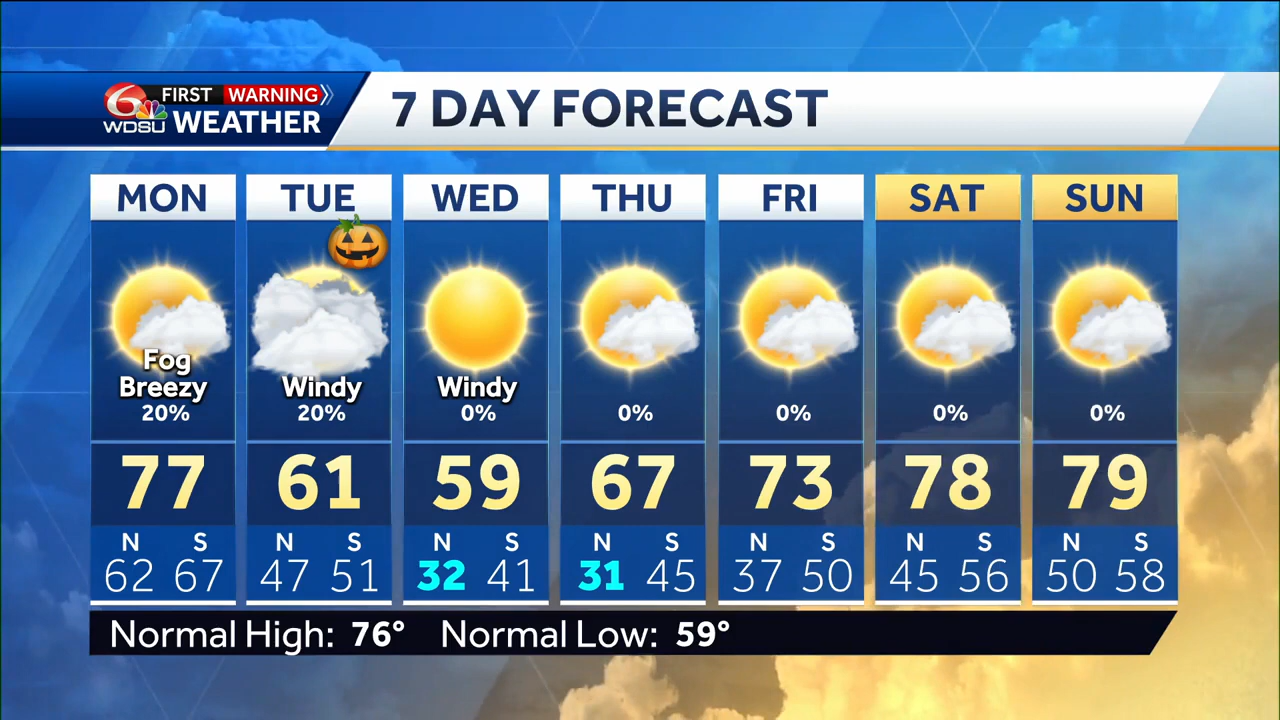 6 FIRST WARNING
WDSU WEATHER
7 DAY FORECAST
MON TUE WED THU FRI SAT SUN
Fog
Breezy Windy Windy
20% 20% 0% 0% 0% 0% 0%
77 61 59 67 73 78 79
N S N S N S N S N S N S N S
62 67 47 51 32 41 31 45 37 50 45 56 50 58
Normal High: 76° Normal Low: 59°